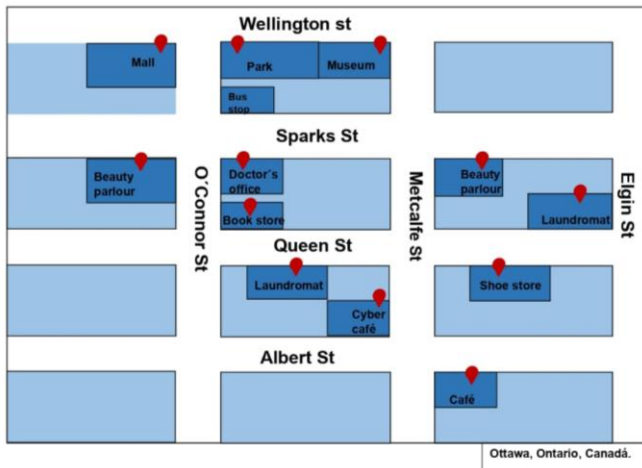 Wellington st
Mall
Park
Museum
Bus
stop
Sparks St
Beauty
parlour
O´Connor St
Doctor´s
office
Book store
Metcalfe St
Beauty
parlour
Laundromat
Elgin St
Queen St
Laundromat
Cyber
café
Shoe store
Albert St
Café
Ottawa, Ontario, Canadá.